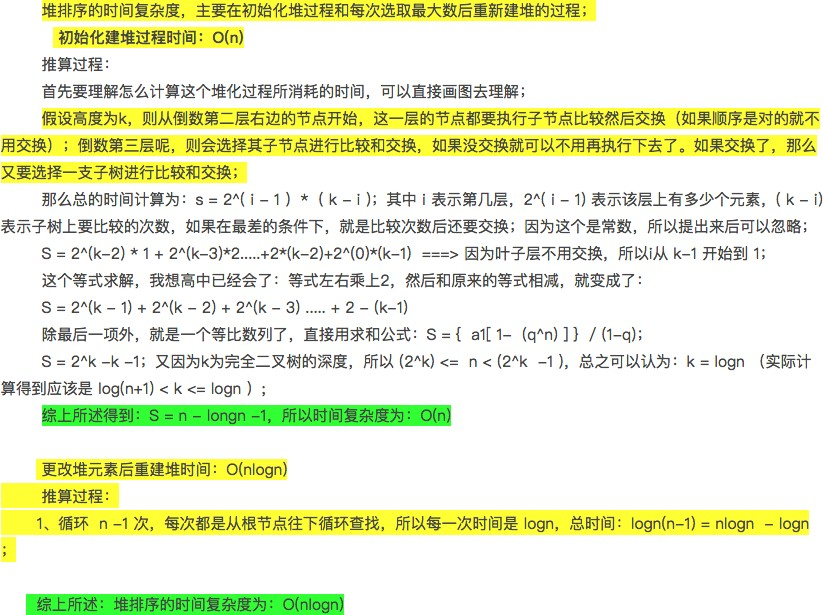 堆排序的时间复杂度，主要在初始化堆过程和每次选取最大数后重新建堆的过程；
初始化建堆过程时间：O(n)
推算过程：
首先要理解怎么计算这个堆化过程所消耗的时间，可以直接画图去理解；
假设高度为k，则从倒数第二层右边的节点开始，这一层的节点都要执行子节点比较然后交换（如果顺序是对的就不
用交换）；倒数第三层呢，则会选择其子节点进行比较和交换，如果没交换就可以不用再执行下去了。如果交换了，那么
又要选择一支子树进行比较和交换；
那么总的时间计算为：s = 2^( i - 1 ) * ( k - i )；其中 i 表示第几层，2^( i - 1) 表示该层上有多少个元素，( k - i)
表示子树上要比较的次数，如果在最差的条件下，就是比较次数后还要交换；因为这个是常数，所以提出来后可以忽略；
S = 2^(k-2) * 1 + 2^(k-3)*2.....+2*(k-2)+2^(0)*(k-1) ===> 因为叶子层不用交换，所以i从 k-1 开始到 1；
这个等式求解，我想高中已经会了：等式左右乘上2，然后和原来的等式相减，就变成了：
S = 2^(k - 1) + 2^(k - 2) + 2^(k - 3) ..... + 2 - (k-1)
除最后一项外，就是一个等比数列了，直接用求和公式：S = { a1[ 1- (q^n) ] } / (1-q)；
S = 2^k -k -1；又因为k为完全二叉树的深度，所以 (2^k) <= n < (2^k -1 )，总之可以认为：k = logn （实际计
算得到应该是 log(n+1) < k <= logn ）；
综上所述得到：S = n - longn -1，所以时间复杂度为：O(n)
更改堆元素后重建堆时间：O(nlogn)
推算过程：
1、循环 n -1 次，每次都是从根节点往下循环查找，所以每一次时间是 logn，总时间：logn(n-1) = nlogn - logn
；
综上所述：堆排序的时间复杂度为：O(nlogn)